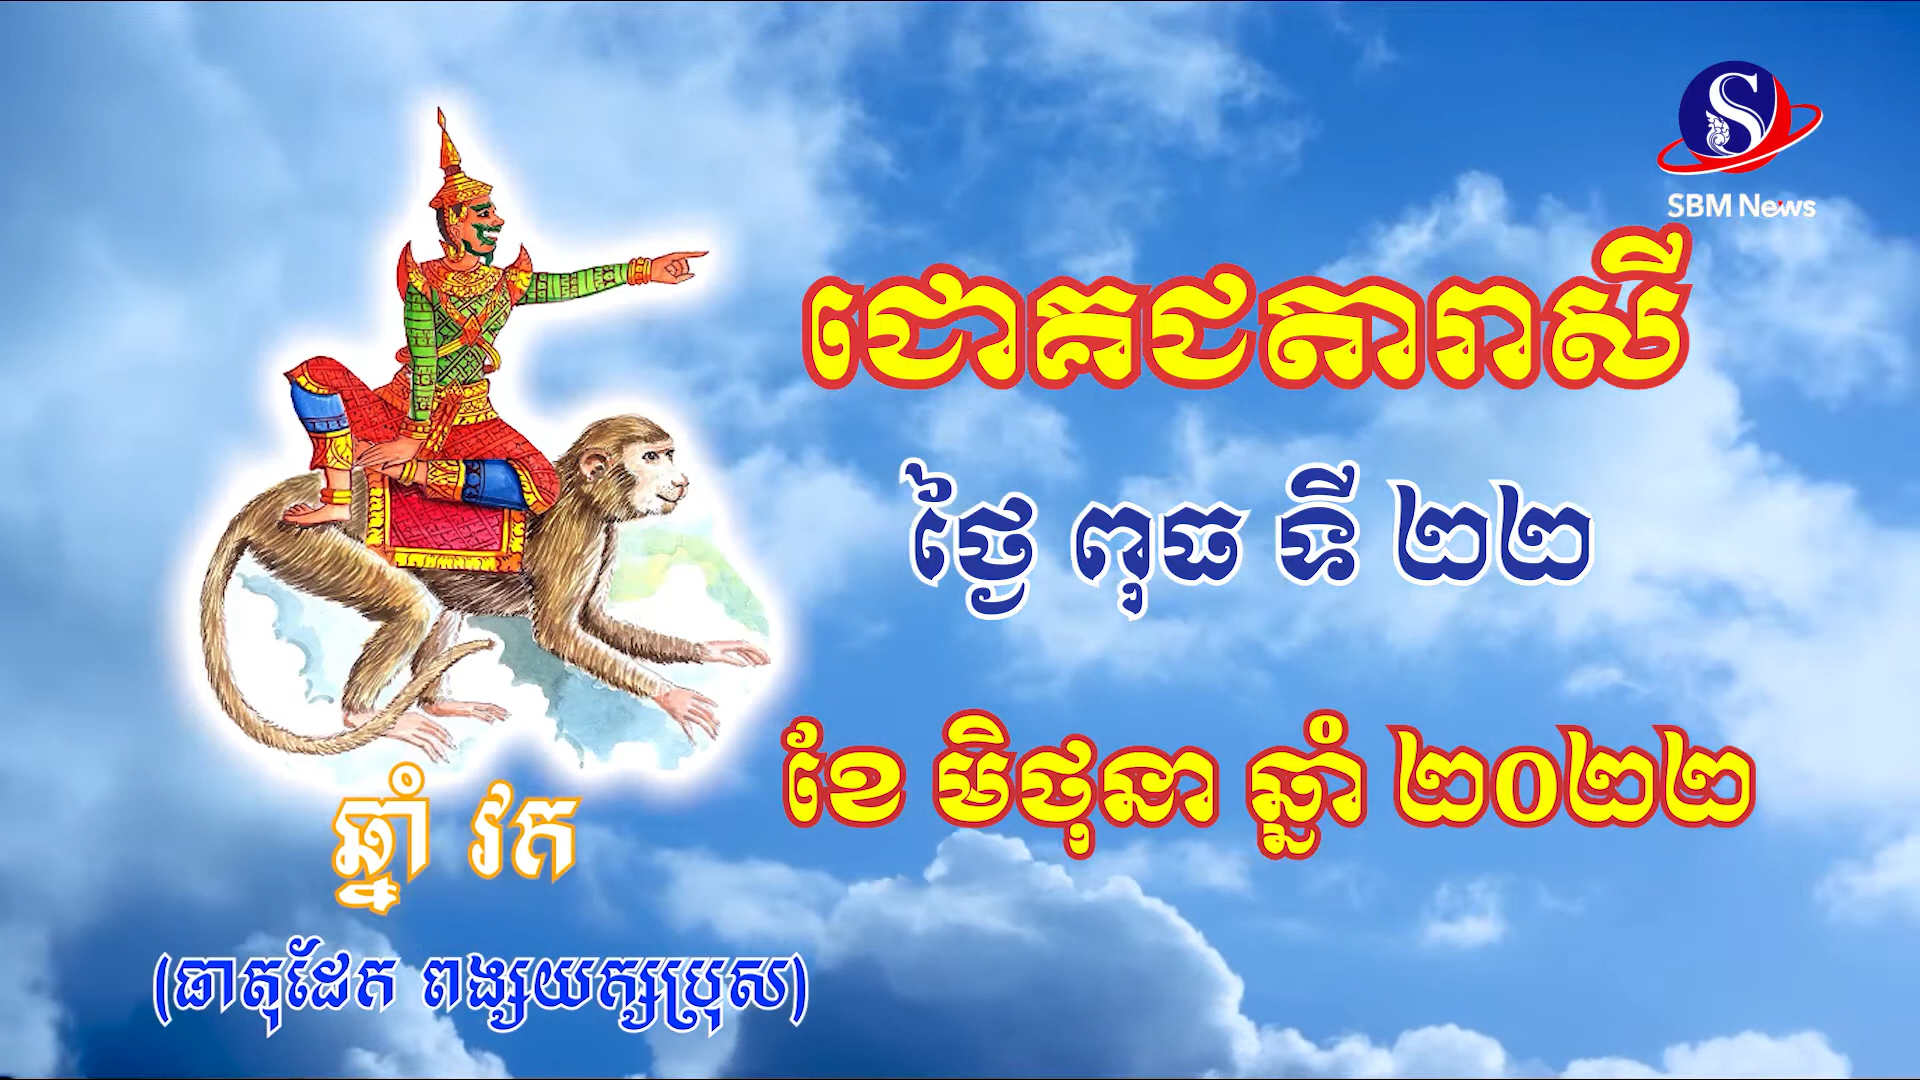 SBM News
ជោគជតារាសី
ថ្ងៃ ពុធ ទី ២២
ខែ មិថុនា ឆ្នាំ ២០២២
ឆ្នាំ វក
(ធាតុដែក ពង្សយក្សប្រុស)